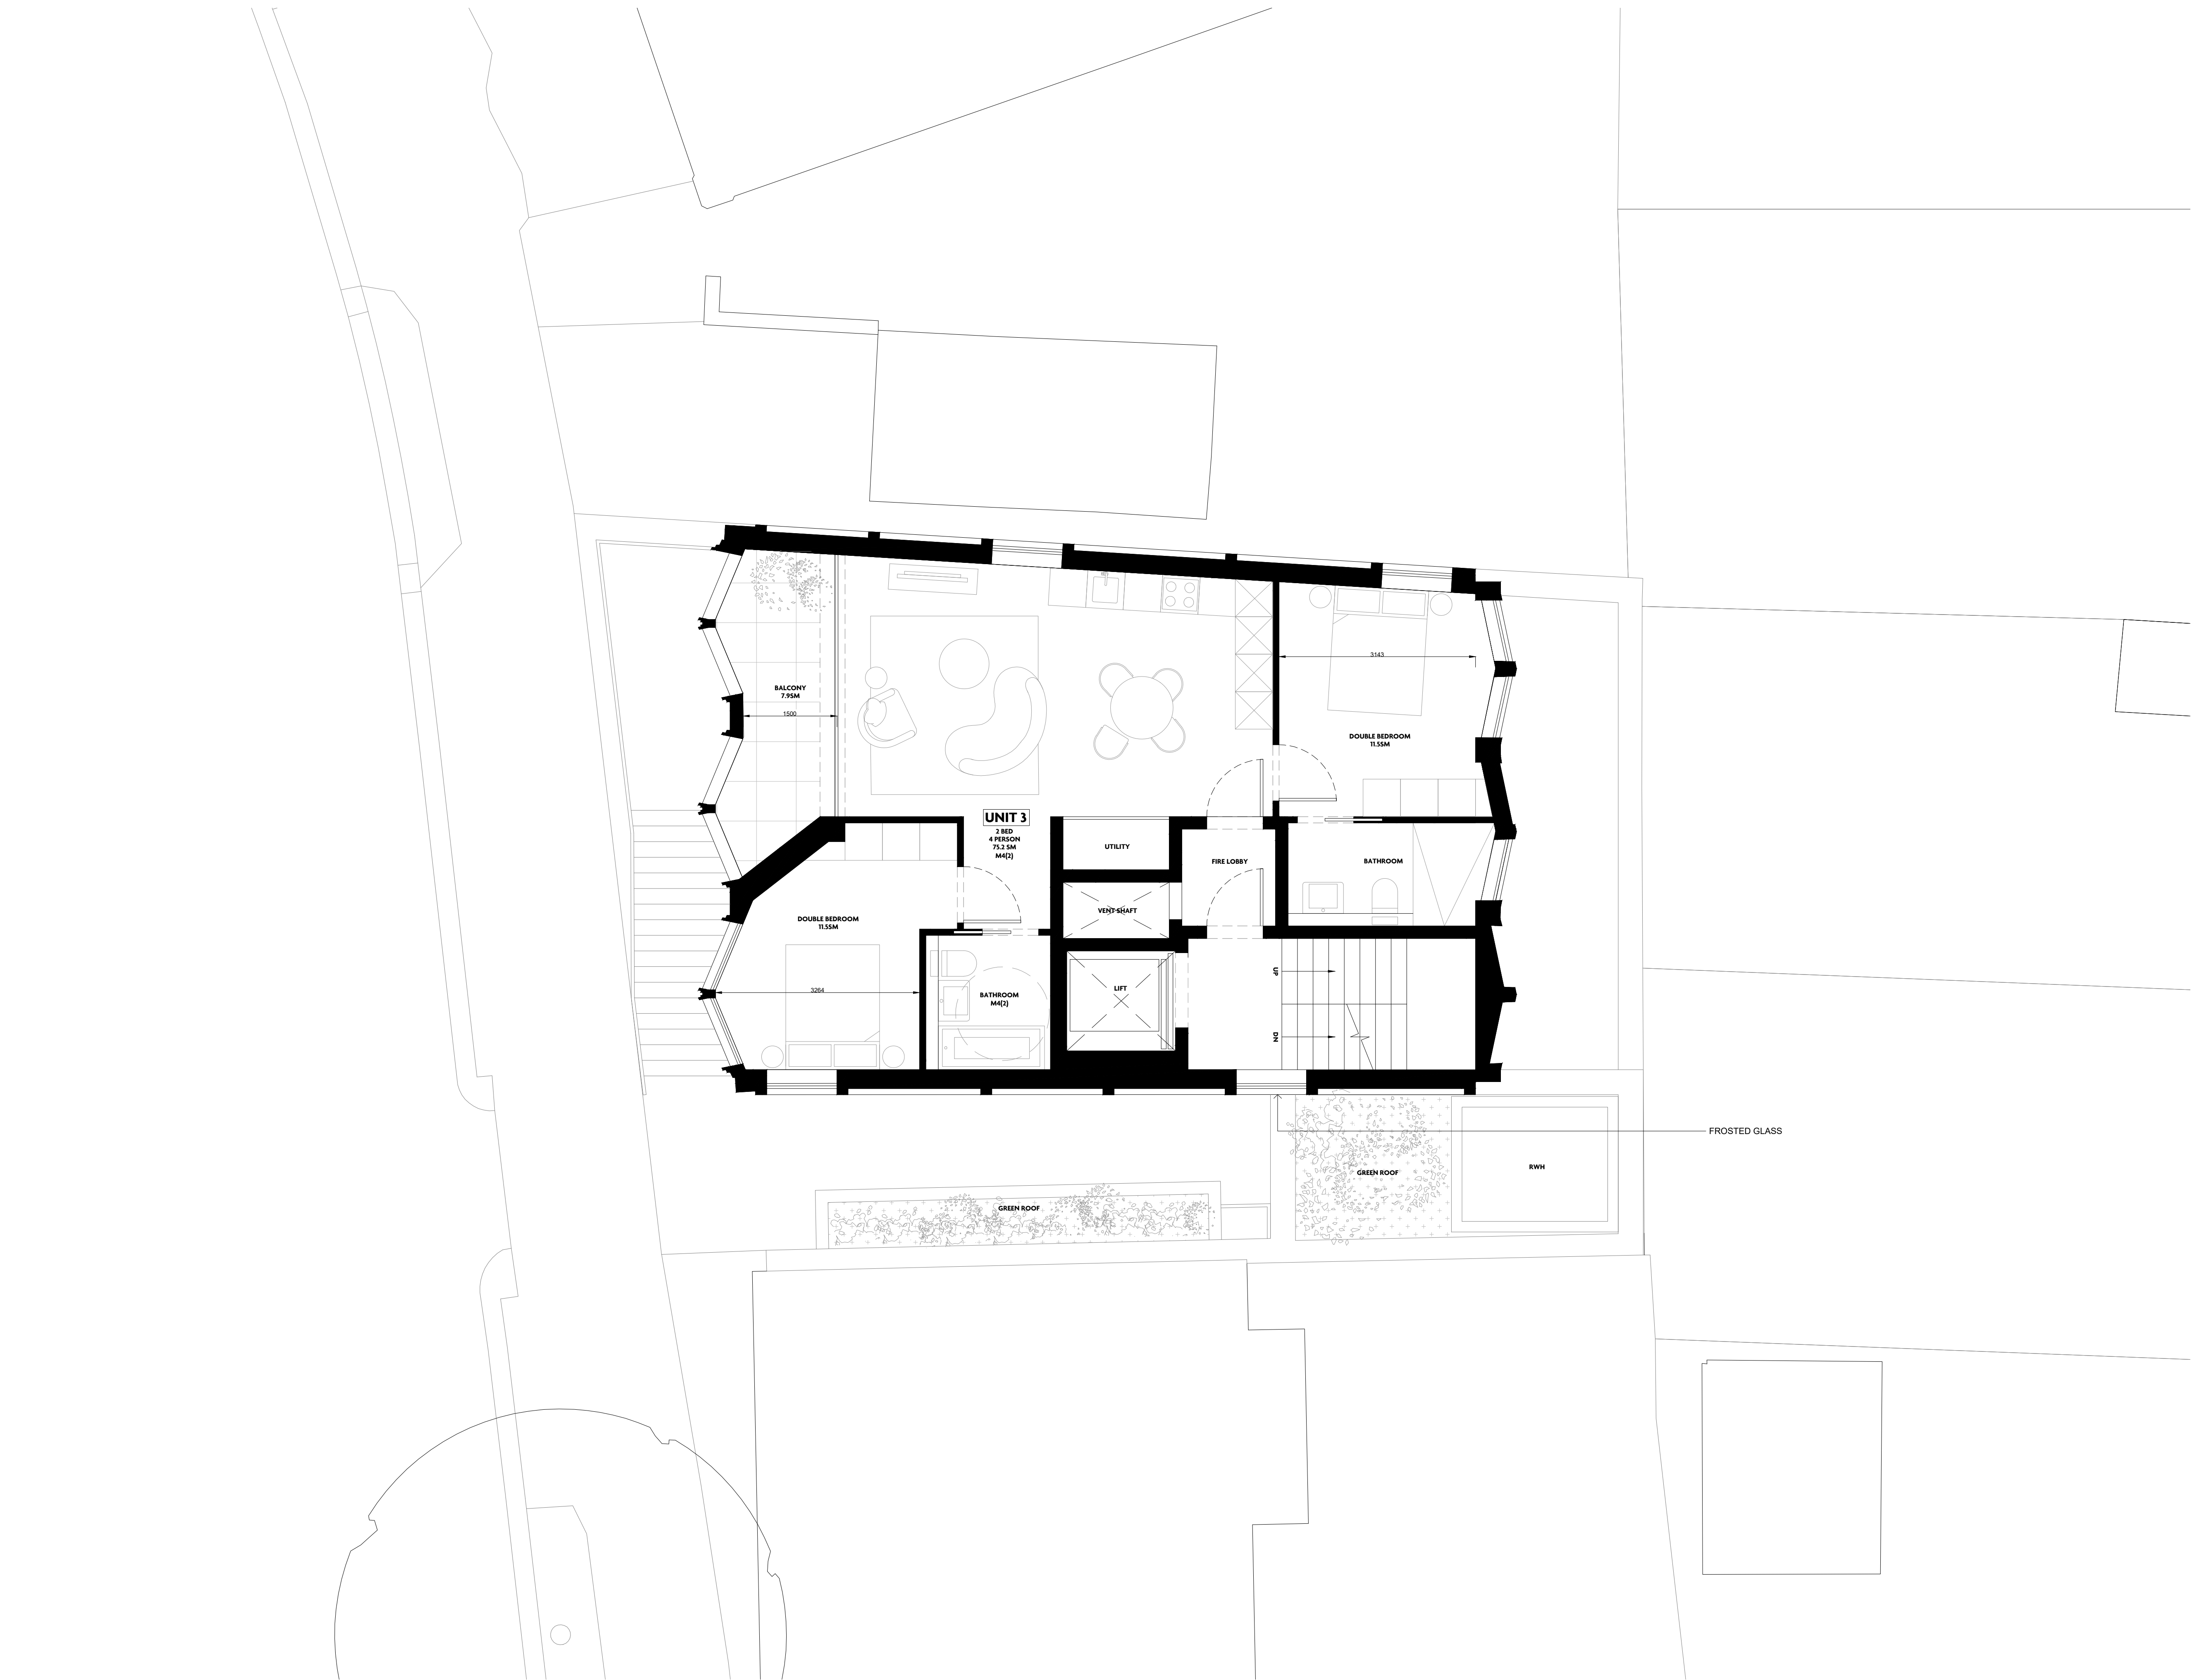 3143
BALCONY
7.9SM
1500
DOUBLE BEDROOM
11.5SM
UNIT 3
2 BED
4 PERSON
75.2 SM
M4(2)
UTILITY
FIRE LOBBY
BATHROOM
VENT SHAFT
DOUBLE BEDROOM
11.5SM
UP
LIFT
3264
BATHROOM
M4(2)
DN
FROSTED GLASS
GREEN ROOF
RWH
GREEN ROOF